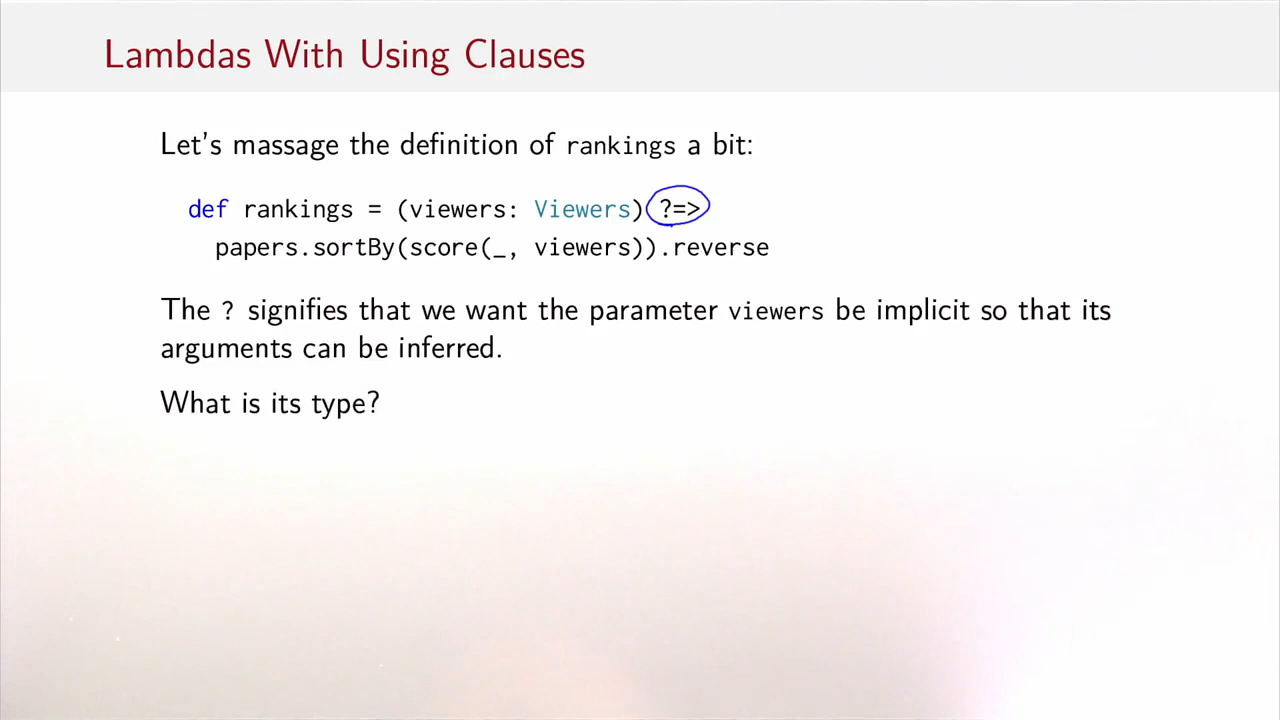 Lambdas With Using Clauses
Let's massage the definition of rankings a bit:
def rankings = (viewers: Viewers) ?=>
papers.sortBy(score(_, viewers)).reverse
The ? signifies that we want the parameter viewers be implicit so that its
arguments can be inferred.
What is its type?